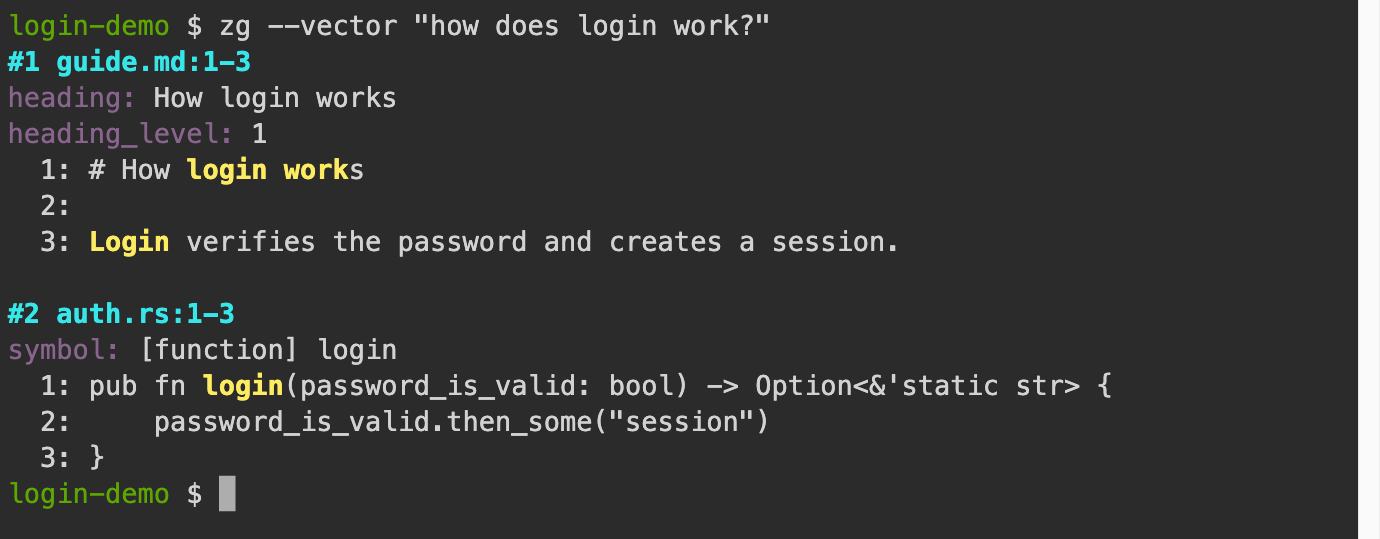 login-demo $ zg --vector "how does login work?"
#1 guide.md:1-3
heading: How login works
heading_level: 1
  1: # How login works
  2:
  3: Login verifies the password and creates a session.

#2 auth.rs:1-3
symbol: [function] login
  1: pub fn login(password_is_valid: bool) -> Option<&'static str> {
  2:     password_is_valid.then_some("session")
  3: }
login-demo $